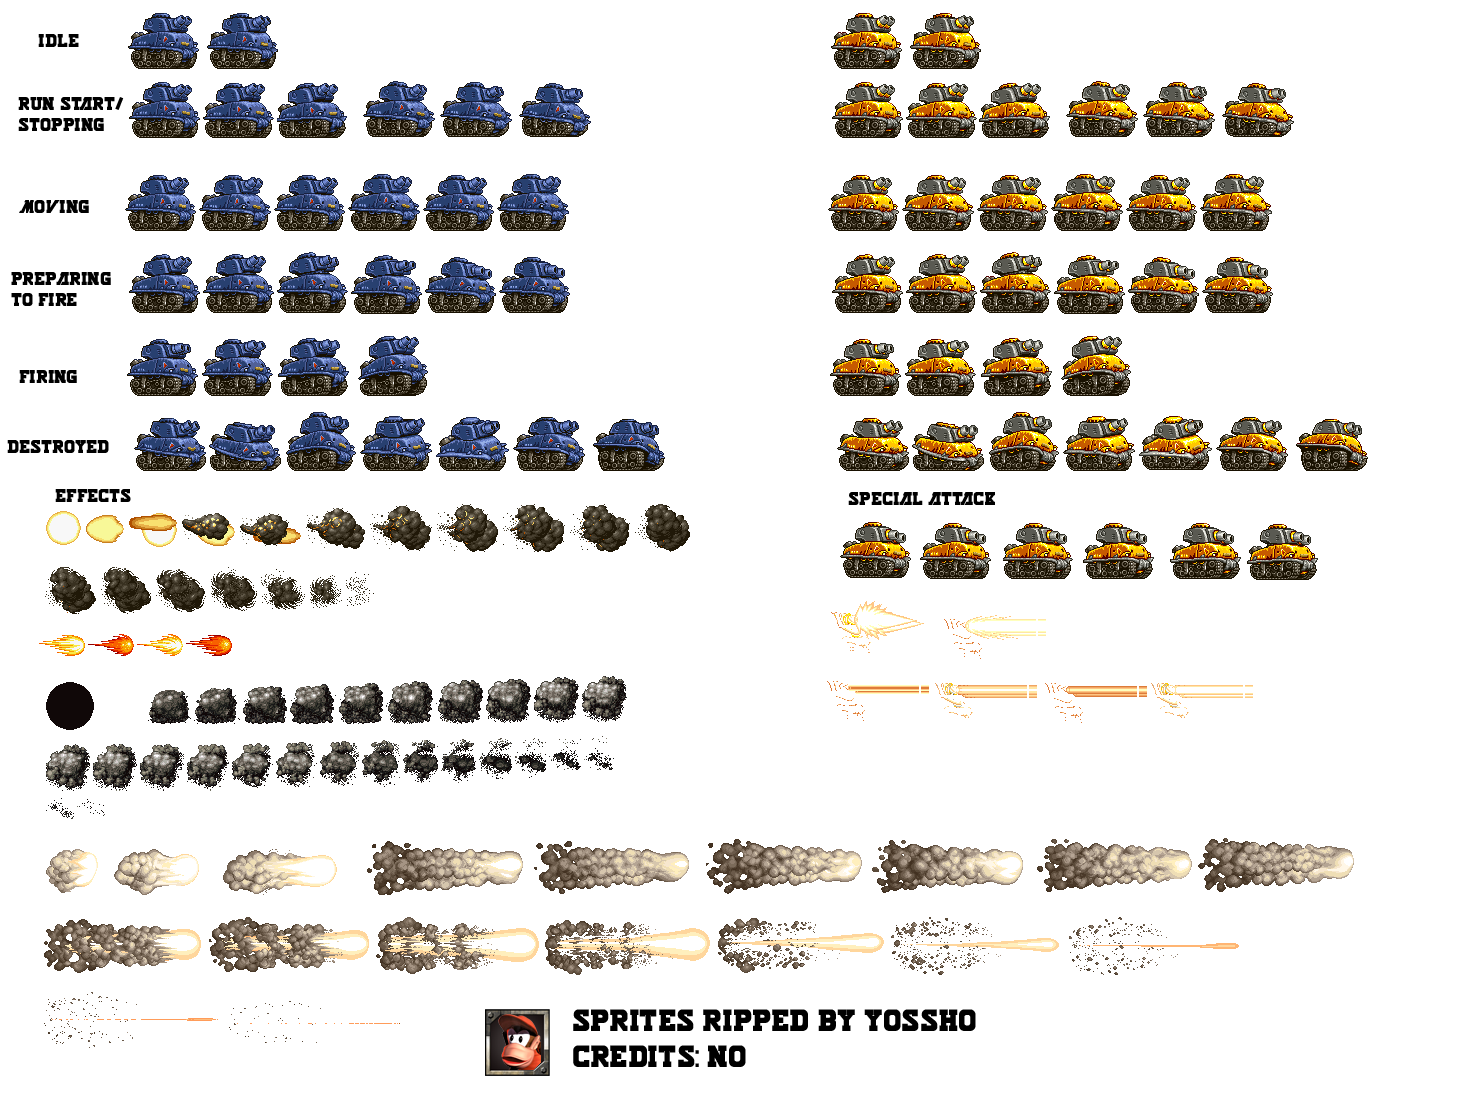 IDLE
RUN START/
STOPPING
MOVING
PREPARING
TO FIRE
FIRING
DESTROYED
EFFECTS
SPECIAL ATTACK
SPRITES RIPPED BY YOSSHO
CREDITS: NO